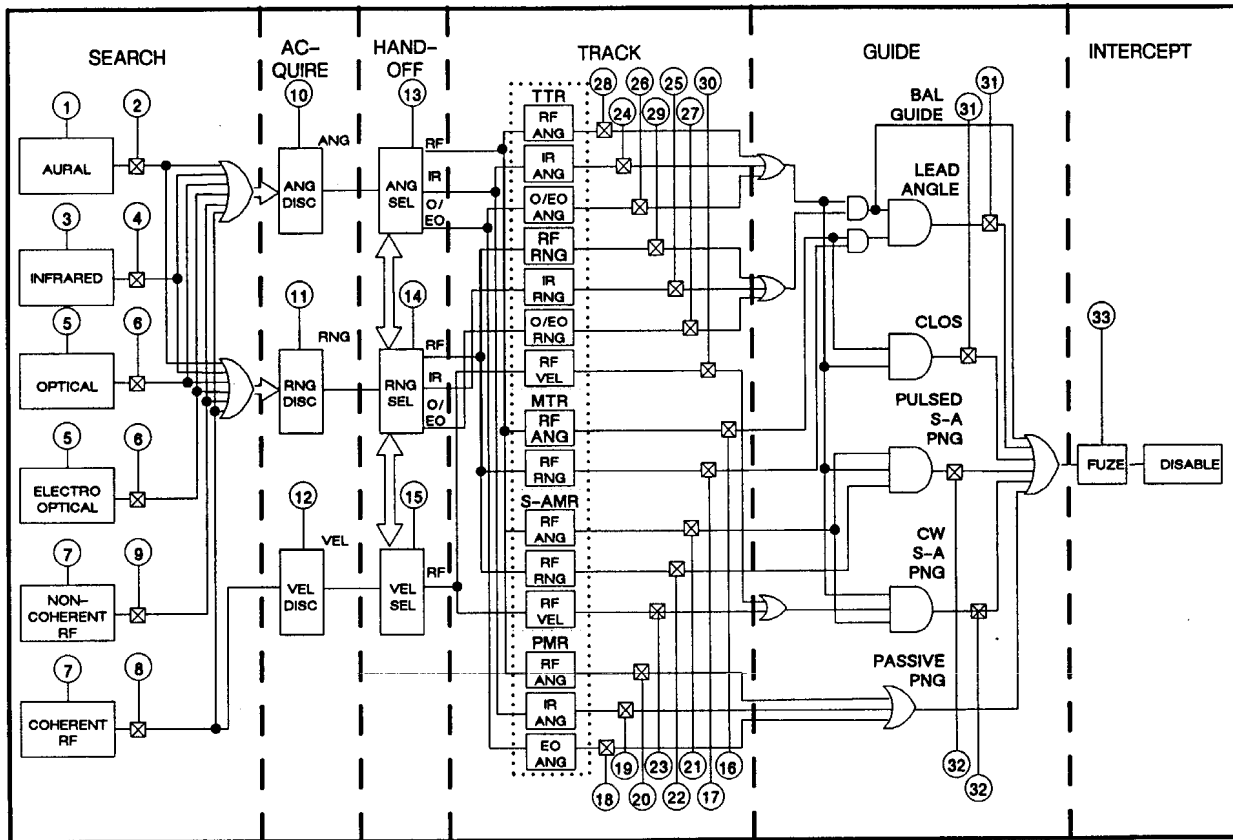 SEARCH
AC-
QUIRE
HAND-
OFF
TRACK
GUIDE
INTERCEPT
1
2
AURAL
3
4
INFRARED
5
6
OPTICAL
5
6
ELECTRO
OPTICAL
7
9
NON-
COHERENT
RF
7
8
COHERENT
RF
10
ANG
ANG
DISC
11
RNG
RNG
DISC
12
VEL
VEL
DISC
13
ANG
SEL
RF
IR
O/
EO
14
RNG
SEL
RF
IR
O/
EO
15
VEL
SEL
RF
28
26
25
30
24
29
27
TTR
RF
ANG
IR
ANG
O/EO
ANG
RF
RNG
IR
RNG
O/EO
RNG
RF
VEL
MTR
RF
ANG
RF
RNG
S-AMR
RF
ANG
RF
RNG
RF
VEL
PMR
RF
ANG
IR
ANG
EO
ANG
18
19
20
23
22
21
17
16
BAL
GUIDE
31
31
LEAD
ANGLE
CLOS
PULSED
S-A
PNG
CW
S-A
PNG
PASSIVE
PNG
32
32
33
FUZE
DISABLE